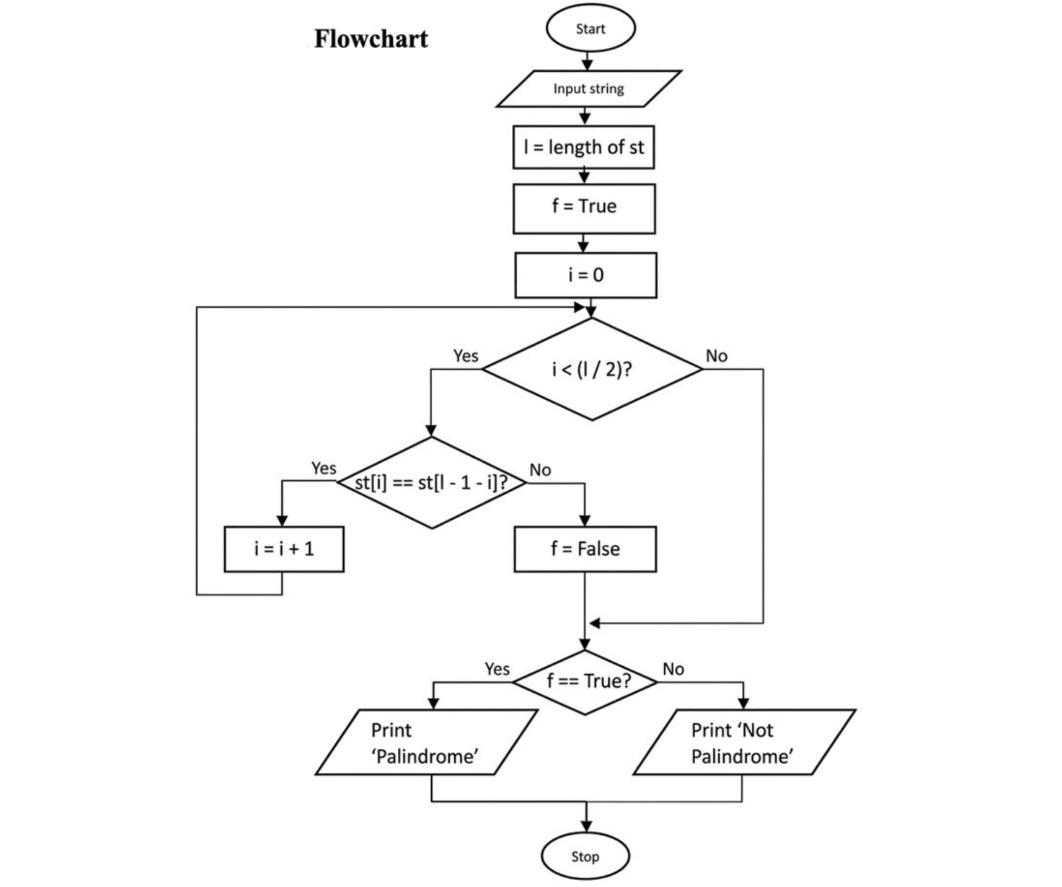 Flowchart
Start
Input string
l = length of st
f = True
i = 0
Yes
i < (l / 2)?
No
Yes
st[i] == st[l - 1 - i]?
No
i = i + 1
f = False
Yes
f == True?
No
Print
‘Palindrome’
Print ‘Not
Palindrome’
Stop